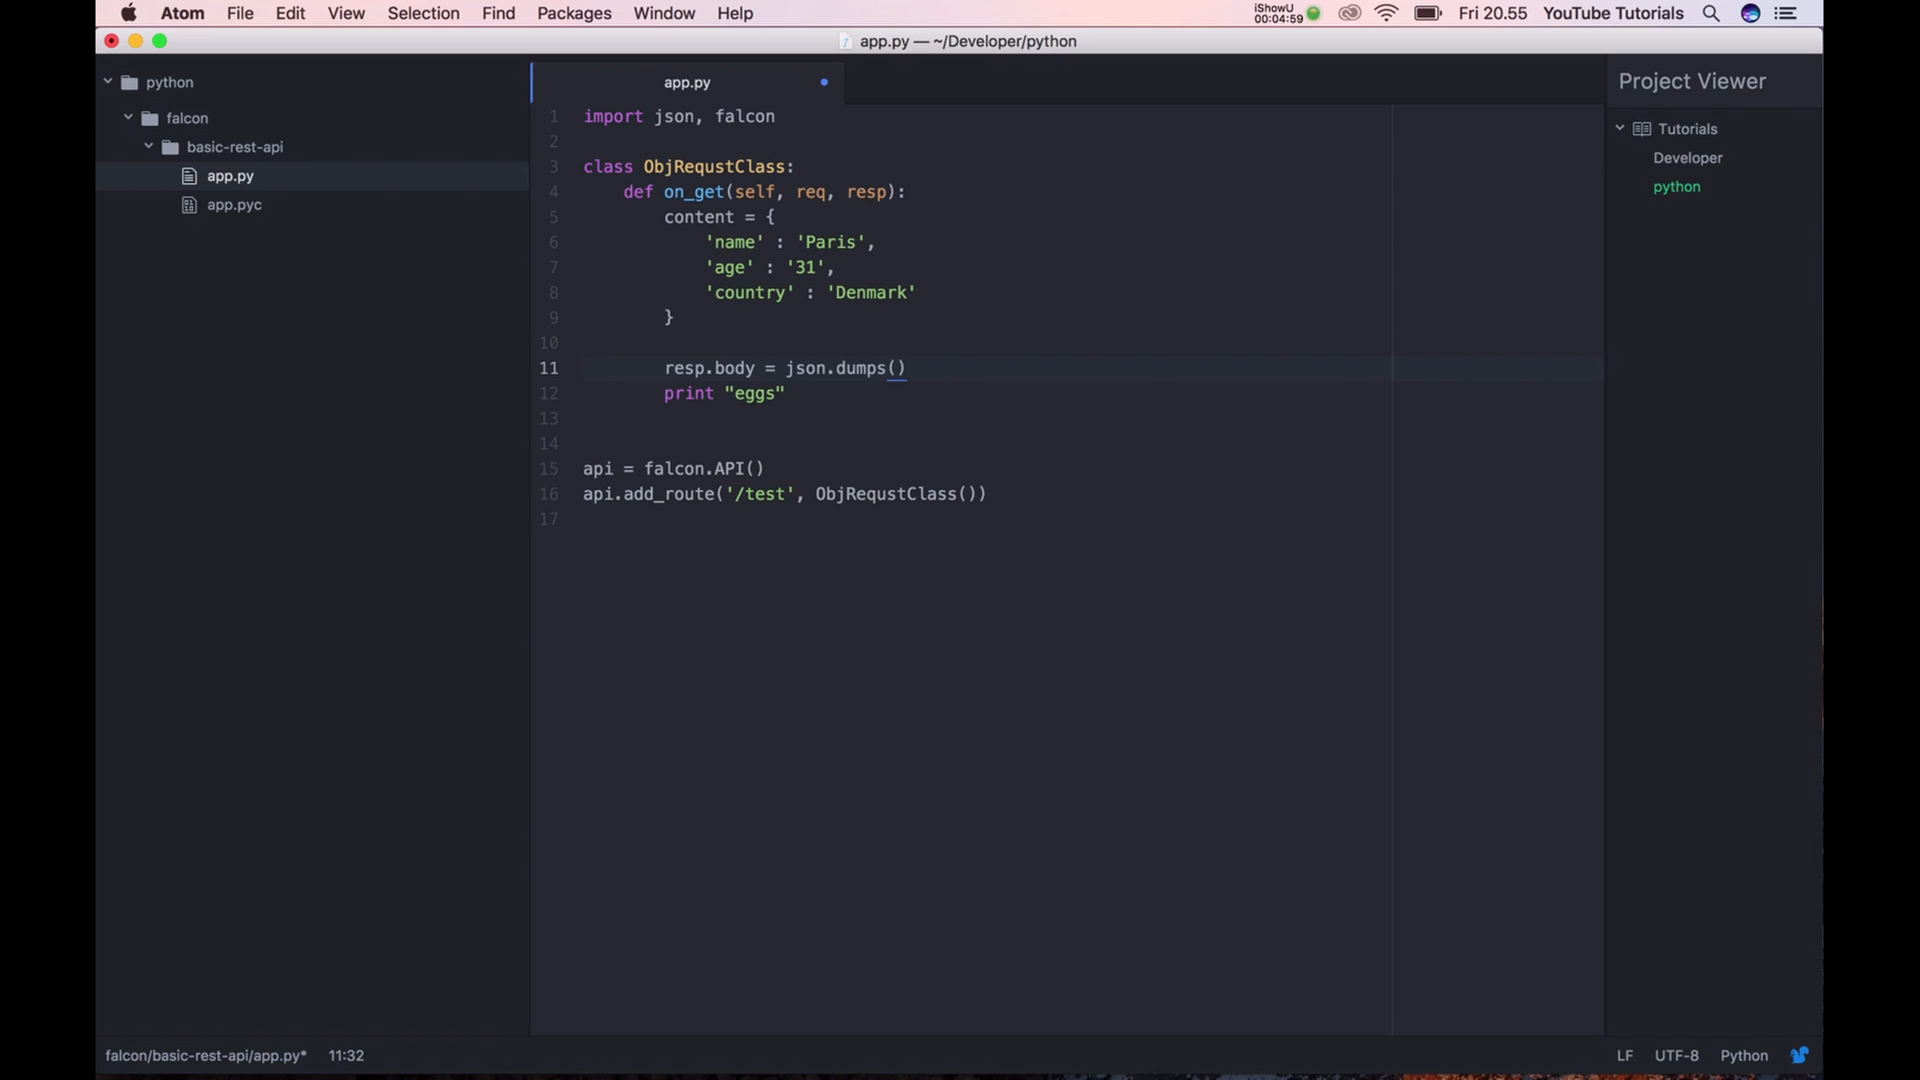 Atom File Edit View Selection Find Packages Window Help iShowU 00:04:59 Fri 20.55 YouTube Tutorials
app.py — ~/Developer/python
python
falcon
basic-rest-api
app.py
app.pyc
app.py
1 import json, falcon
2
3 class ObjRequstClass:
4     def on_get(self, req, resp):
5         content = {
6             'name' : 'Paris',
7             'age' : '31',
8             'country' : 'Denmark'
9         }
10
11         resp.body = json.dumps()
12         print "eggs"
13
14
15 api = falcon.API()
16 api.add_route('/test', ObjRequstClass())
17
Project Viewer
Tutorials
Developer
python
falcon/basic-rest-api/app.py* 11:32 LF UTF-8 Python